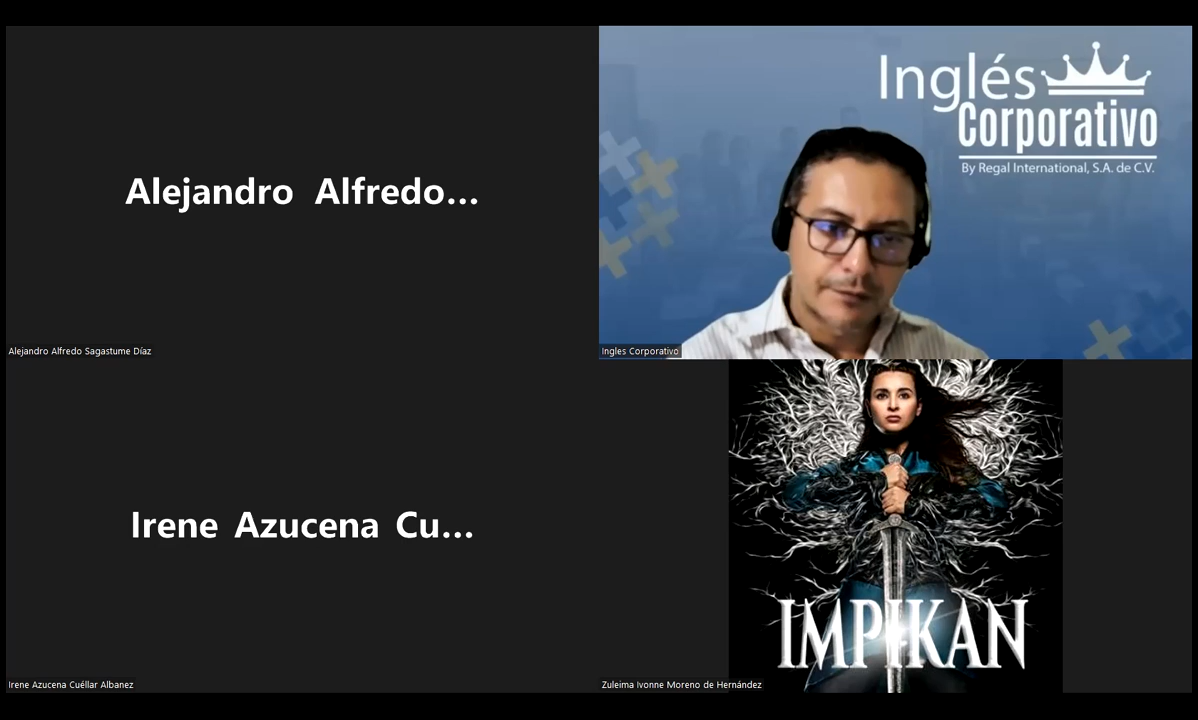 Alejandro Alfredo...
Alejandro Alfredo Sagastume Díaz
Inglés
Corporativo
By Regal International, S.A. de C.V.
Ingles Corporativo
Irene Azucena Cu...
Irene Azucena Cuéllar Albanez
IMPIKAN
Zuleima Ivonne Moreno de Hernández